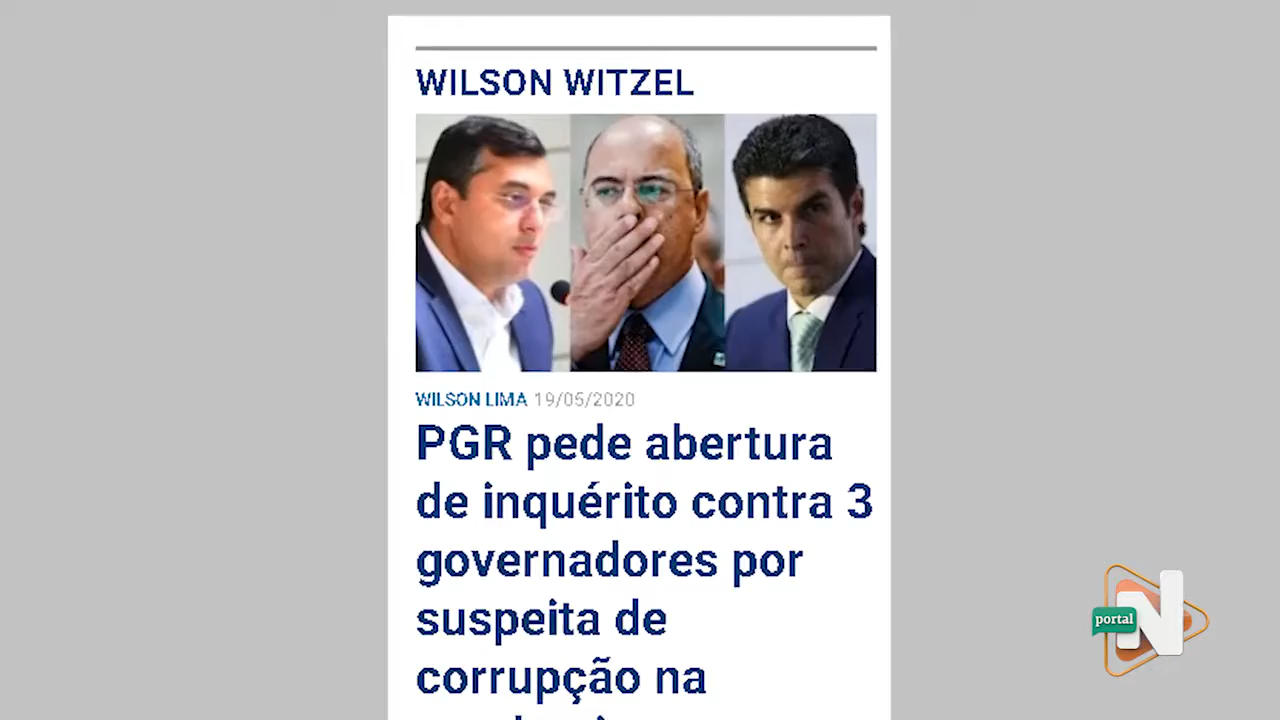 WILSON WITZEL
WILSON LIMA 19/05/2020
PGR pede abertura
de inquérito contra 3
governadores por
suspeita de
corrupção na
portal N